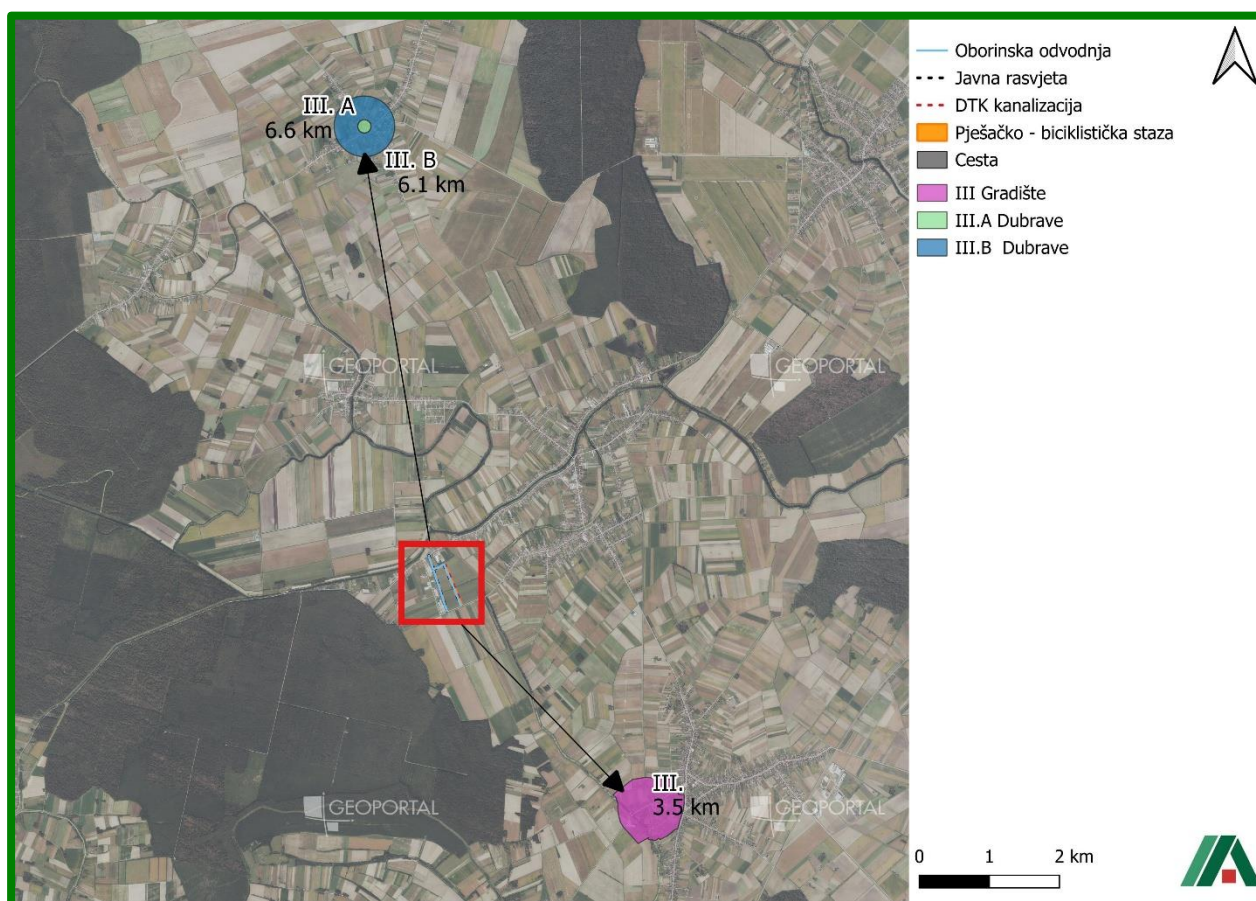 III. A
6.6 km
III. B
6.1 km
GEOPORTAL
GEOPORTAL
III.
3.5 km
GEOPORTAL
GEOPORTAL
Oborinska odvodnja
Javna rasvjeta
DTK kanalizacija
Pješačko - biciklistička staza
Cesta
III Gradište
III.A Dubrave
III.B Dubrave
0 1 2 km